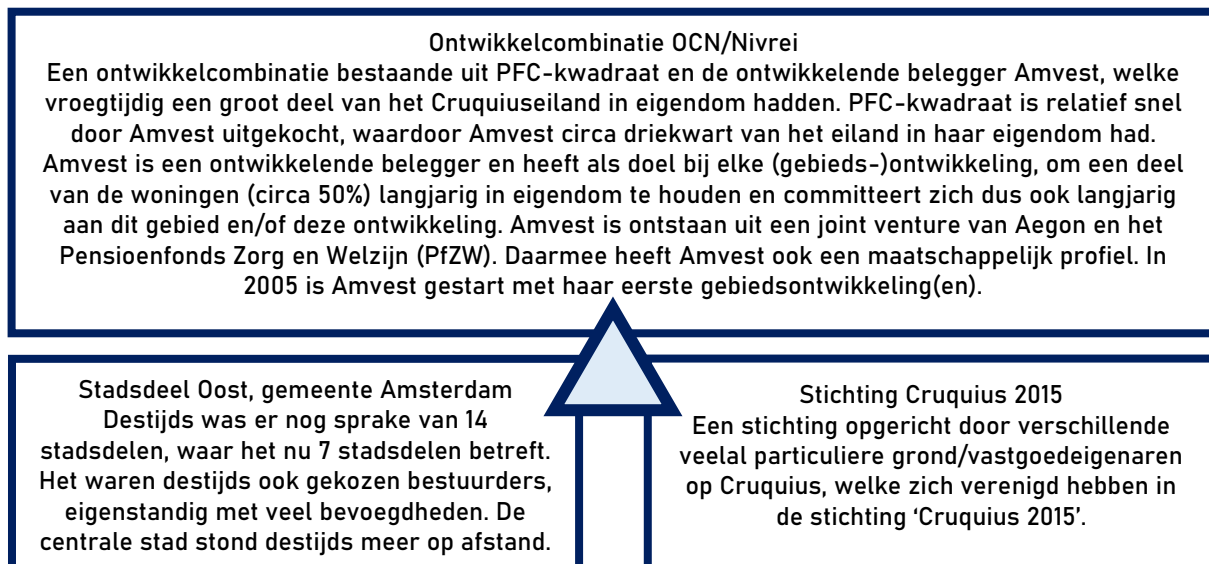 Ontwikkelcombinatie OCN/Nivrei
Een ontwikkelcombinatie bestaande uit PFC-kwadraat en de ontwikkelende belegger Amvest, welke
vroegtijdig een groot deel van het Cruquiuseiland in eigendom hadden. PFC-kwadraat is relatief snel
door Amvest uitgekocht, waardoor Amvest circa driekwart van het eiland in haar eigendom had.
Amvest is een ontwikkelende belegger en heeft als doel bij elke (gebieds-)ontwikkeling, om een deel
van de woningen (circa 50%) langjarig in eigendom te houden en committeert zich dus ook langjarig
aan dit gebied en/of deze ontwikkeling. Amvest is ontstaan uit een joint venture van Aegon en het
Pensioenfonds Zorg en Welzijn (PfZW). Daarmee heeft Amvest ook een maatschappelijk profiel. In
2005 is Amvest gestart met haar eerste gebiedsontwikkeling(en).
Stadsdeel Oost, gemeente Amsterdam
Destijds was er nog sprake van 14
stadsdelen, waar het nu 7 stadsdelen betreft.
Het waren destijds ook gekozen bestuurders,
eigenstandig met veel bevoegdheden. De
centrale stad stond destijds meer op afstand.
Stichting Cruquius 2015
Een stichting opgericht door verschillende
veelal particuliere grond/vastgoedeigenaren
op Cruquius, welke zich verenigd hebben in
de stichting ‘Cruquius 2015’.